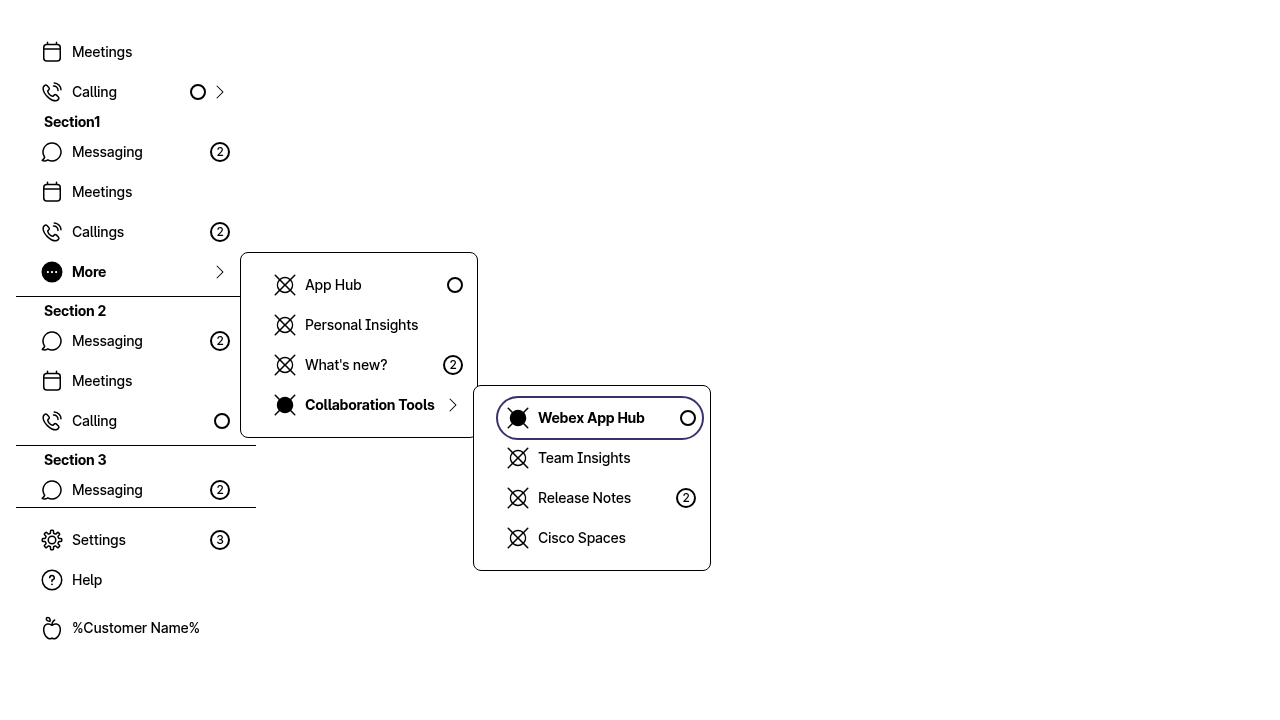 Meetings
Calling
Section1
Messaging 2
Meetings
Callings 2
More
Section 2
Messaging 2
Meetings
Calling
Section 3
Messaging 2
Settings 3
Help
%Customer Name%
App Hub
Personal Insights
What's new? 2
Collaboration Tools
Webex App Hub
Team Insights
Release Notes 2
Cisco Spaces